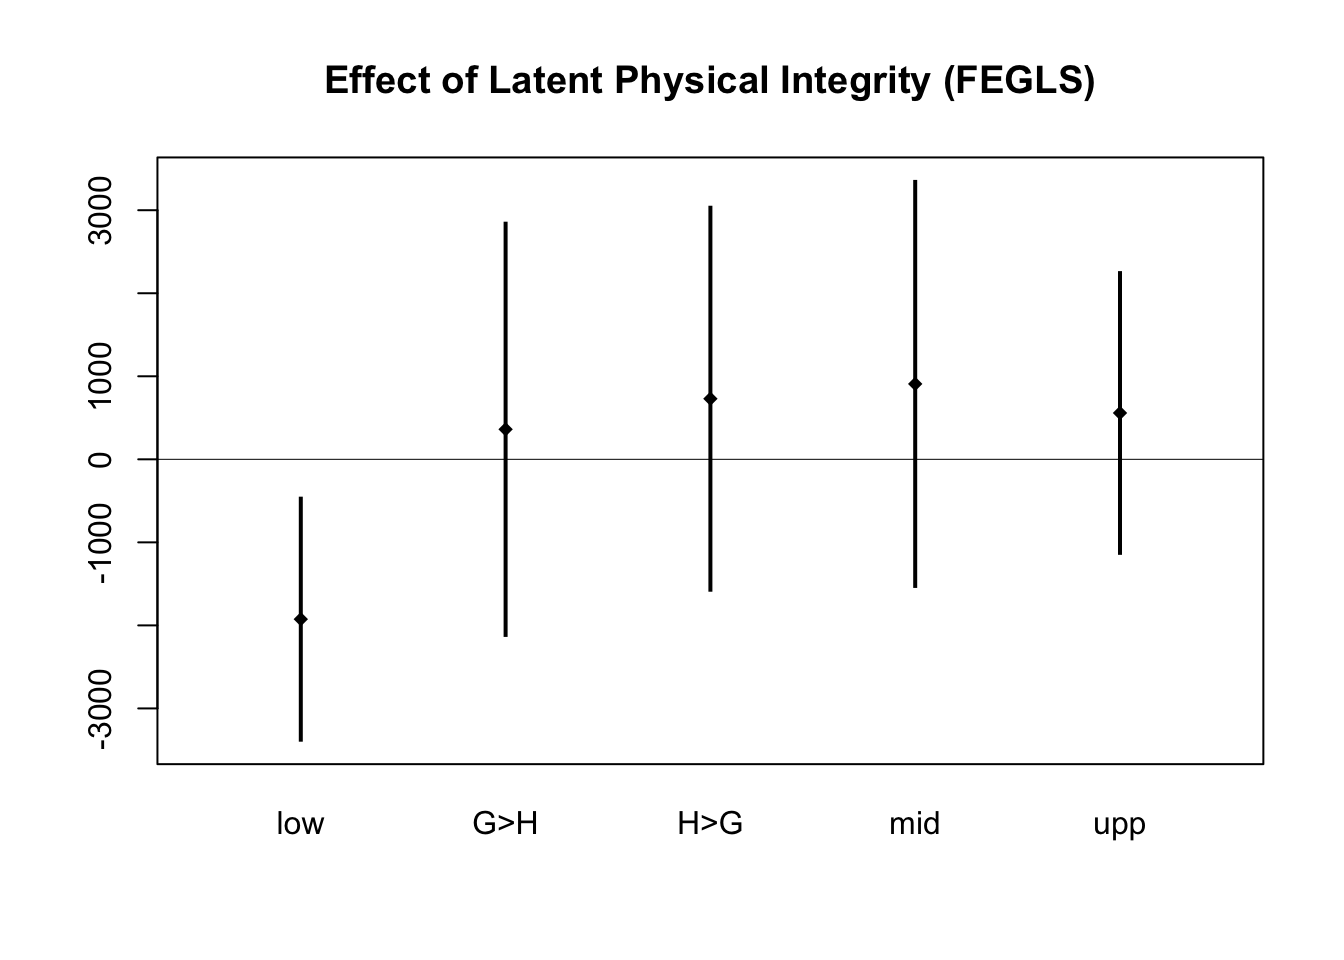 Effect of Latent Physical Integrity (FEGLS)
3000
1000
0
-1000
-3000
low G>H H>G mid upp